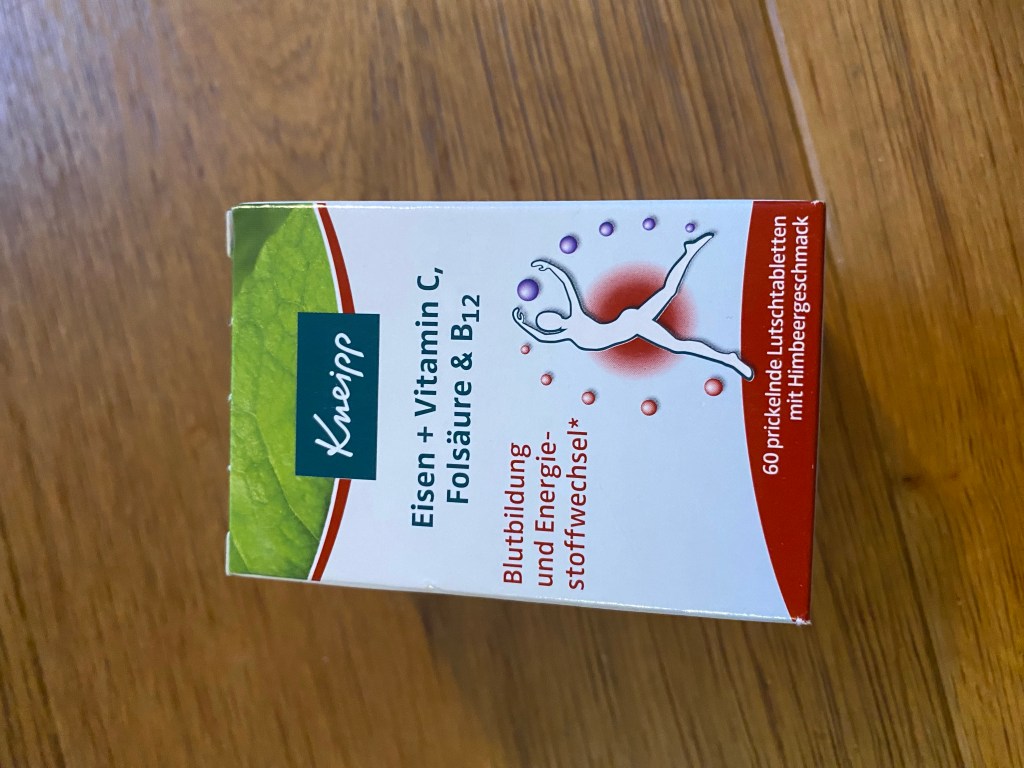 Kneipp
Eisen + Vitamin C,
Folsäure & B12
Blutbildung
und Energie-
stoffwechsel*
60 prickelnde Lutschtabletten
mit Himbeergeschmack